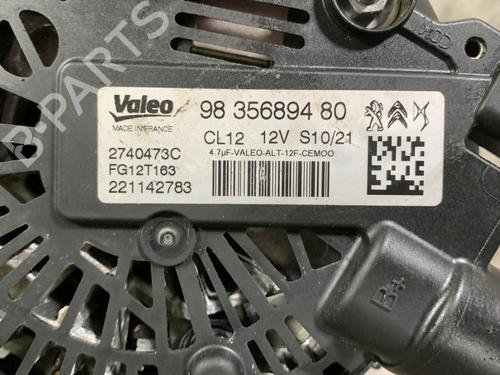 B-PARTS
Valeo
MADE IN FRANCE
98 356894 80
CL12 12V S10/21
4.7µF-VALEO-ALT-12F-CEMOO
2740473C
FG12T163
221142783
B+